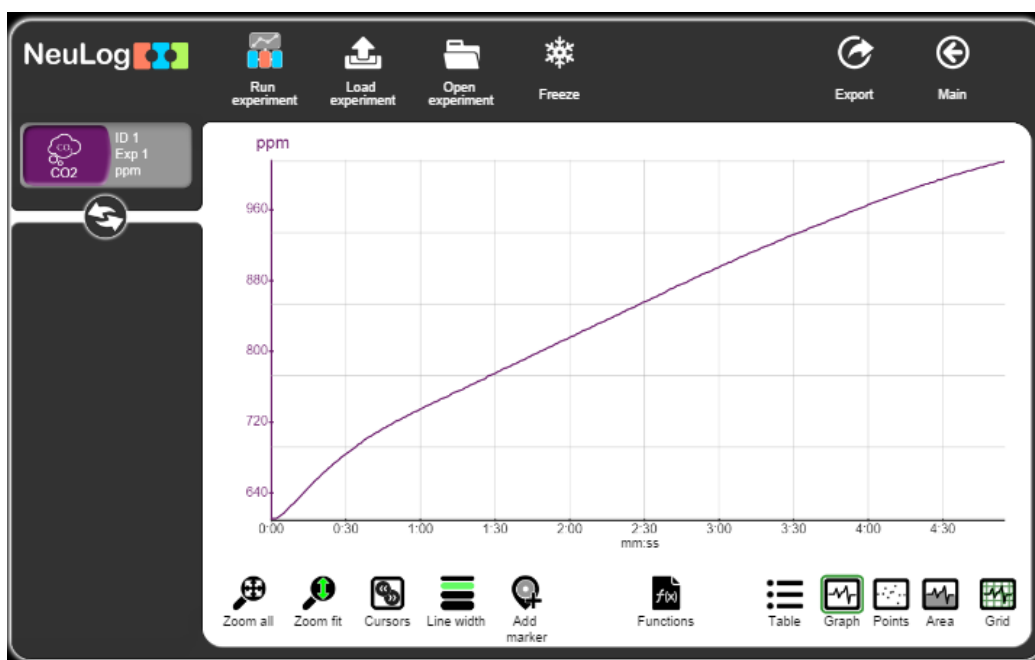 NeuLog
Run
experiment
Load
experiment
Open
experiment
Freeze
Export
Main
CO2
CO2
ID 1
Exp 1
ppm
ppm
960
880
800
720
640
0:00 0:30 1:00 1:30 2:00 2:30 3:00 3:30 4:00 4:30
mm:ss
Zoom all
Zoom fit
Cursors
Line width
Add
marker
f(x)
Functions
Table
Graph
Points
Area
Grid